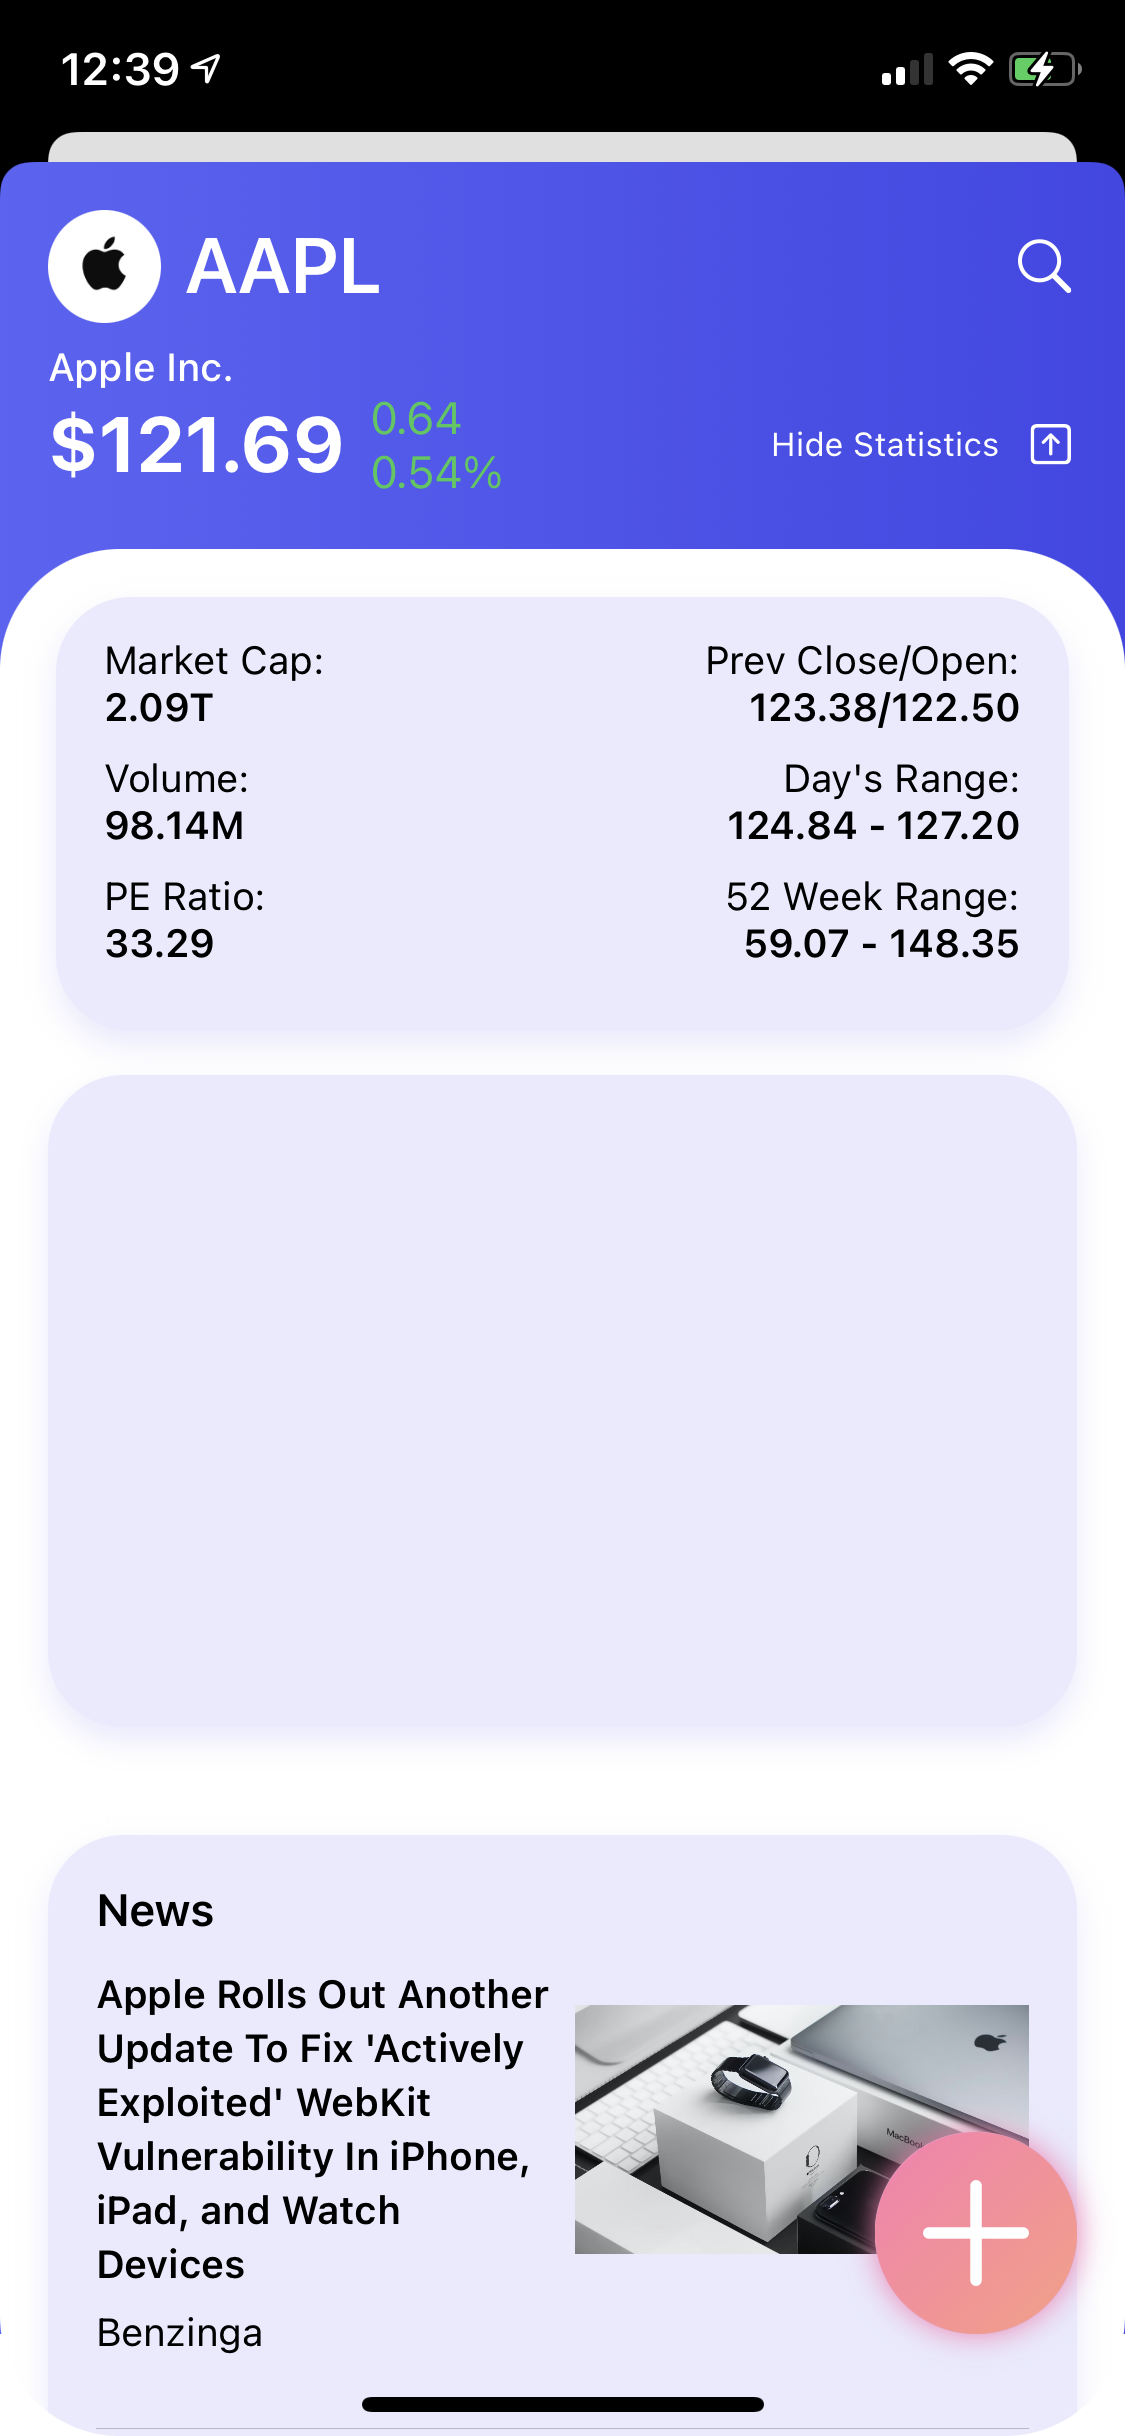 12:39
AAPL
Apple Inc.
$121.69
0.64
0.54%
Hide Statistics
Market Cap:
2.09T
Prev Close/Open:
123.38/122.50
Volume:
98.14M
Day's Range:
124.84 - 127.20
PE Ratio:
33.29
52 Week Range:
59.07 - 148.35
News
Apple Rolls Out Another
Update To Fix 'Actively
Exploited' WebKit
Vulnerability In iPhone,
iPad, and Watch
Devices
Benzinga